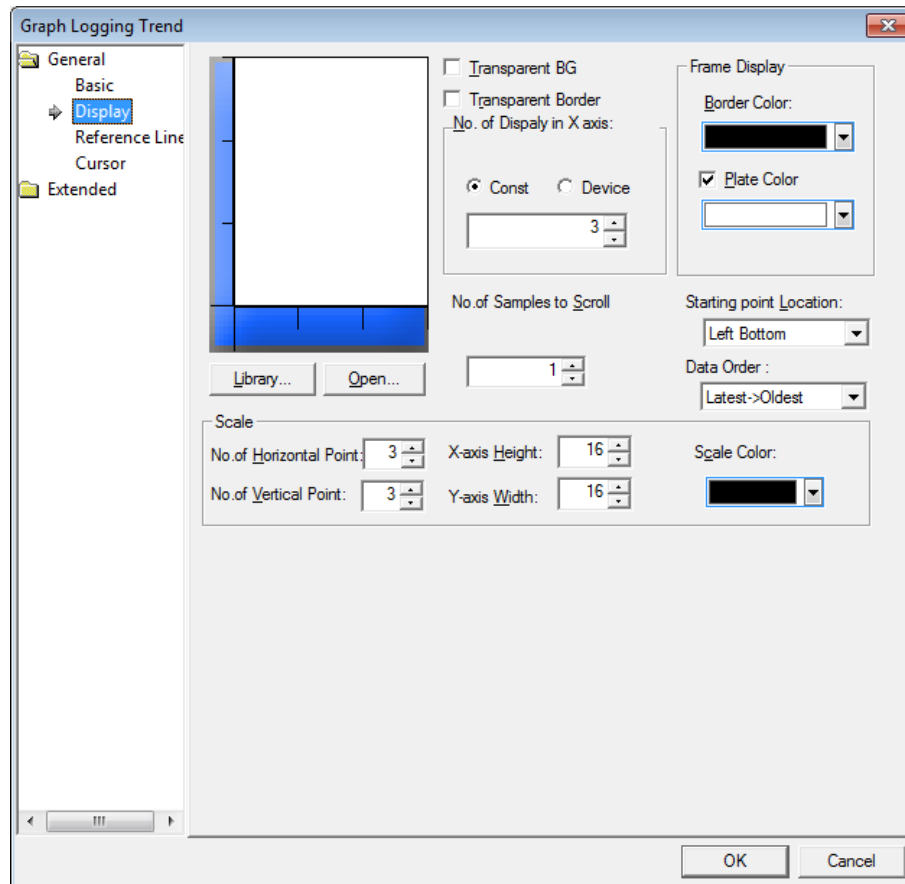 Graph Logging Trend
General
Basic
Display
Reference Line
Cursor
Extended
Transparent BG
Transparent Border
No. of Dispaly in X axis:
Const Device
3
Frame Display
Border Color:
Plate Color
No.of Samples to Scroll
1
Starting point Location:
Left Bottom
Data Order :
Latest->Oldest
Library... Open...
Scale
No.of Horizontal Point: 3 X-axis Height: 16 Scale Color:
No.of Vertical Point: 3 Y-axis Width: 16
OK Cancel